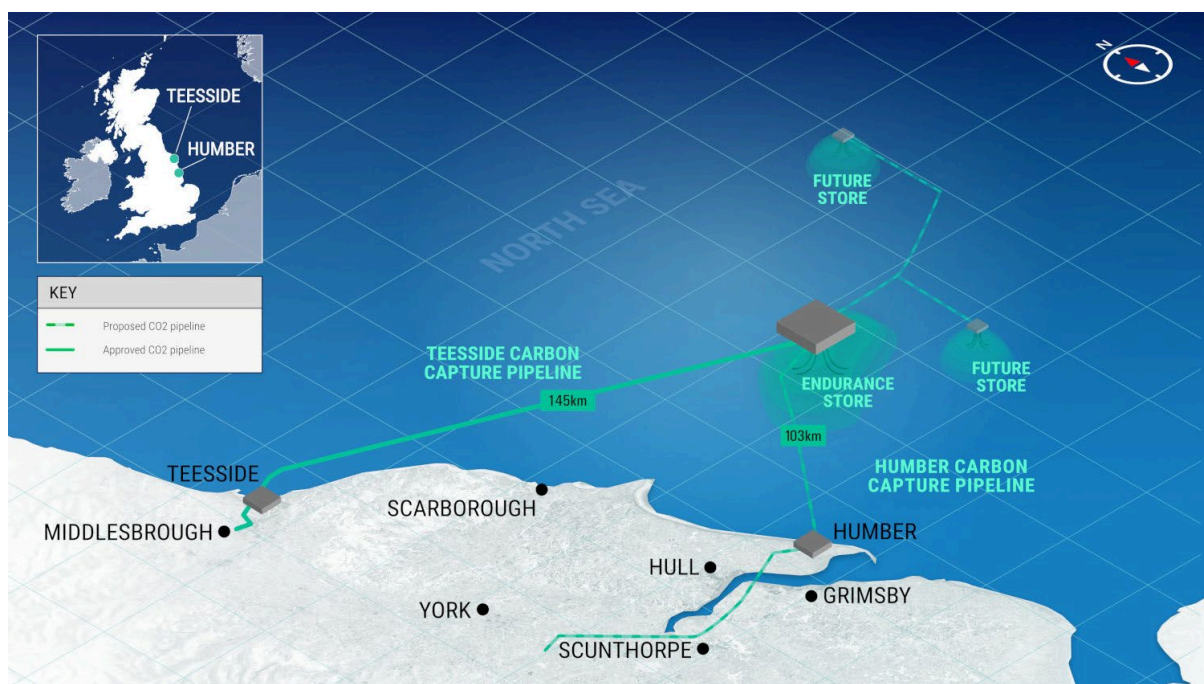 N
TEESSIDE
HUMBER
KEY
Proposed CO2 pipeline
Approved CO2 pipeline
NORTH SEA
FUTURE
STORE
FUTURE
STORE
TEESSIDE CARBON
CAPTURE PIPELINE
145km
ENDURANCE
STORE
103km
HUMBER CARBON
CAPTURE PIPELINE
TEESSIDE
SCARBOROUGH
MIDDLESBROUGH
HUMBER
HULL
GRIMSBY
YORK
SCUNTHORPE